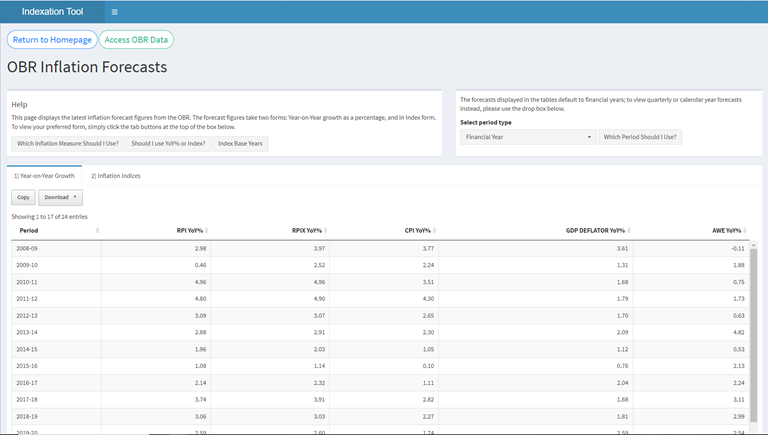 Indexation Tool
Return to Homepage Access OBR Data
OBR Inflation Forecasts
Help
This page displays the latest inflation forecast figures from the OBR. The forecast figures take two forms: Year-on-Year growth as a percentage, and in index form.
To view your preferred form, simply click the tab buttons at the top of the box below.
Which Inflation Measure Should I Use? Should I use YoY% or Index? Index Base Years
The forecasts displayed in the tables default to financial years; to view quarterly or calendar year forecasts
instead, please use the drop box below.
Select period type
Financial Year Which Period Should I Use?
1) Year-on-Year Growth 2) Inflation Indices
Copy Download
Showing 1 to 17 of 24 entries
Period RPI YoY% RPIX YoY% CPI YoY% GDP DEFLATOR YoY% AWE YoY%
2008-09 2.98 3.97 3.77 3.61 -0.11
2009-10 0.46 2.52 2.24 1.31 1.88
2010-11 4.96 4.96 3.51 1.68 0.75
2011-12 4.80 4.90 4.30 1.79 1.73
2012-13 3.09 3.07 2.65 1.70 0.63
2013-14 2.88 2.91 2.30 2.09 4.82
2014-15 1.96 2.03 1.05 1.12 0.53
2015-16 1.08 1.14 0.10 0.76 2.13
2016-17 2.14 2.32 1.11 2.04 2.24
2017-18 3.74 3.91 2.82 1.68 3.11
2018-19 3.06 3.03 2.27 1.81 2.99
2019-20 2.59 2.60 1.74 2.59 2.54